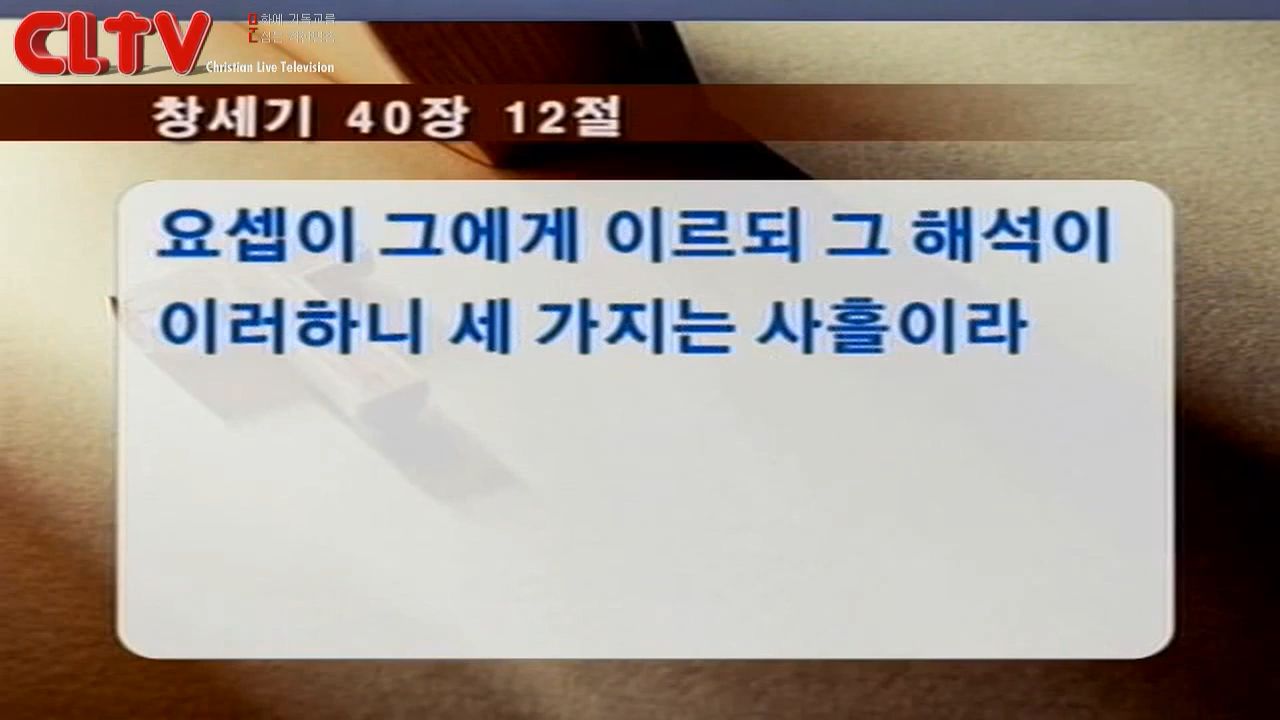 CLTV
Christian Live Television
창세기 40장 12절
요셉이 그에게 이르되 그 해석이
이러하니 세 가지는 사흘이라